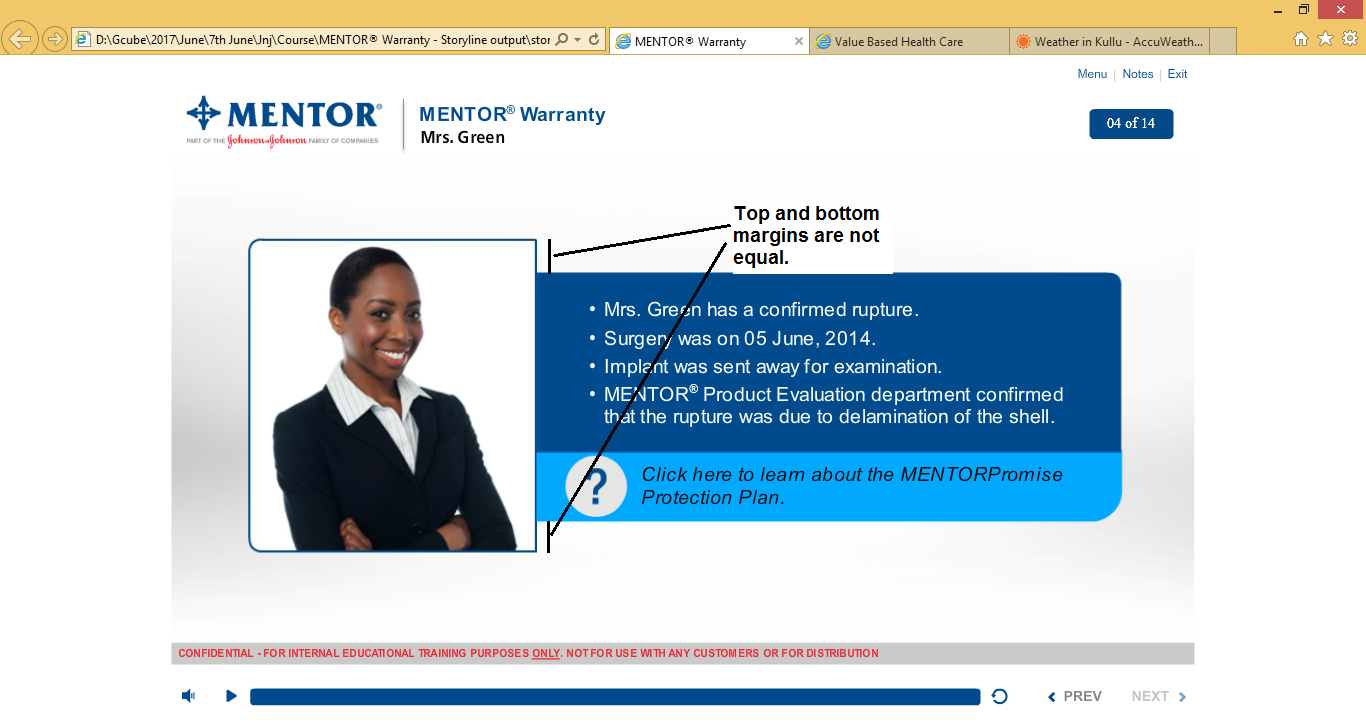 D:\Gcube\2017\June\7th June\Jnj\Course\MENTOR® Warranty - Storyline output\stor
MENTOR® Warranty
Value Based Health Care
Weather in Kullu - AccuWeath...
Menu | Notes | Exit
MENTOR®
PART OF THE Johnson&Johnson FAMILY OF COMPANIES
MENTOR® Warranty
Mrs. Green
04 of 14
Top and bottom
margins are not
equal.
• Mrs. Green has a confirmed rupture.
• Surgery was on 05 June, 2014.
• Implant was sent away for examination.
• MENTOR® Product Evaluation department confirmed
that the rupture was due to delamination of the shell.
?
Click here to learn about the MENTORPromise
Protection Plan.
CONFIDENTIAL - FOR INTERNAL EDUCATIONAL TRAINING PURPOSES ONLY. NOT FOR USE WITH ANY CUSTOMERS OR FOR DISTRIBUTION
PREV
NEXT